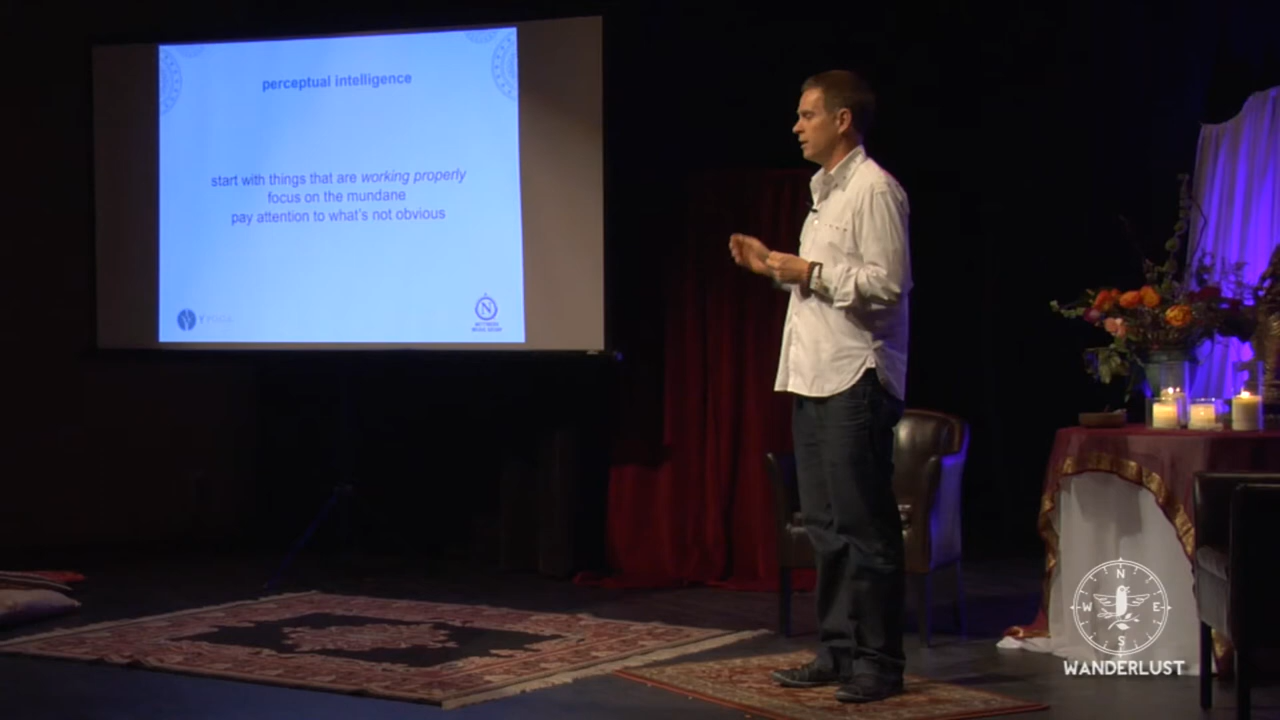 perceptual intelligence
start with things that are working properly
focus on the mundane
pay attention to what's not obvious
N
N
W E
S
WANDERLUST